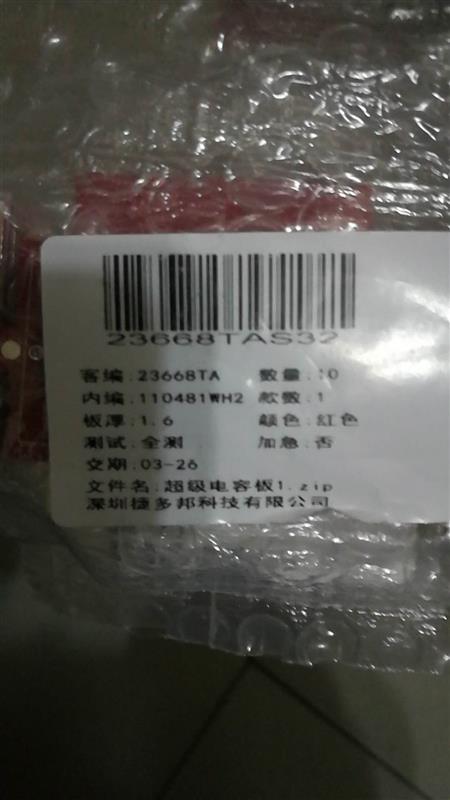 23668TAS32
客编:23668TA 数量:10
内编:110481WH2 款数:1
板厚:1.6 颜色:红色
测试:全测 加急:否
交期:03-26
文件名:超级电容板1.zip
深圳捷多邦科技有限公司